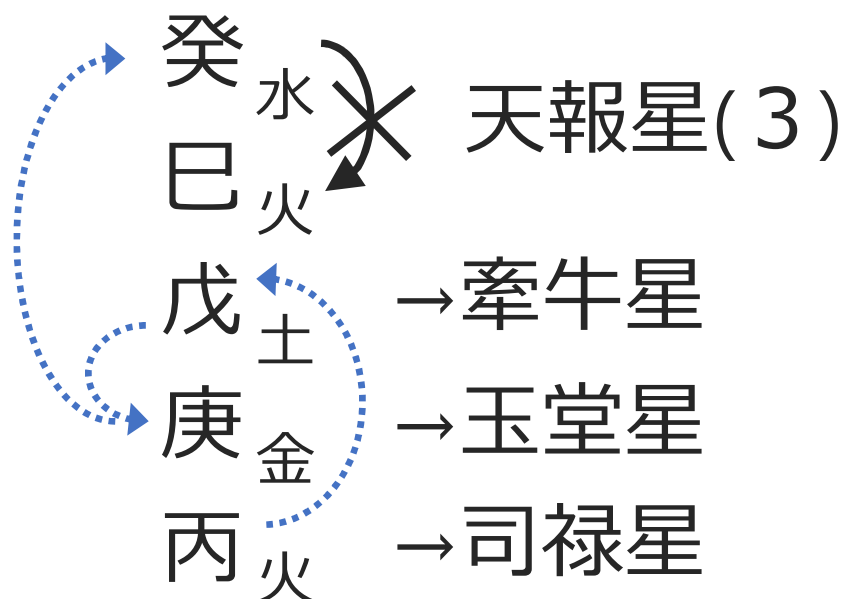 癸 水 天報星(3)
巳 火
戊 土 →牽牛星
庚 金 →玉堂星
丙 火 →司禄星